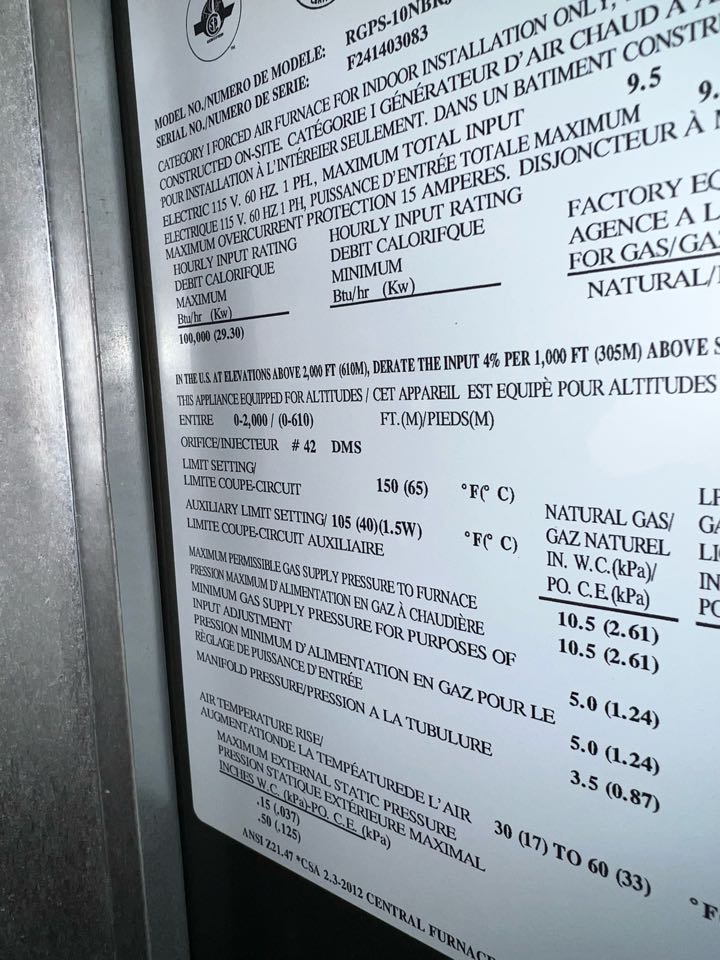 MODEL NO./NUMERO DE MODELE: RGPS-10NBR
SERIAL NO./NUMERO DE SERIE: F241403083
CATEGORY I FORCED AIR FURNACE FOR INDOOR INSTALLATION ONLY,
CONSTRUCTED ON-SITE. CATÉGORIE I GÉNÉRATEUR D'AIR CHAUD A A
POUR INSTALLATION À L'INTÉREIER SEULEMENT. DANS UN BATIMENT CONSTR
ELECTRIC 115 V. 60 HZ. 1 PH., MAXIMUM TOTAL INPUT 9.5 9.
ELECTRIQUE 115 V. 60 HZ 1 PH, PUISSANCE D'ENTRÉE TOTALE MAXIMUM
MAXIMUM OVERCURRENT PROTECTION 15 AMPERES. DISJONCTEUR À
HOURLY INPUT RATING
DEBIT CALORIFQUE
MAXIMUM
Btu/hr (Kw)
100,000 (29.30)
HOURLY INPUT RATING
DEBIT CALORIFQUE
MINIMUM
Btu/hr (Kw)
FACTORY EQ
AGENCE A L
FOR GAS/GA
NATURAL/
IN THE U.S. AT ELEVATIONS ABOVE 2,000 FT (610M), DERATE THE INPUT 4% PER 1,000 FT (305M) ABOVE S
THIS APPLIANCE EQUIPPED FOR ALTITUDES / CET APPAREIL EST EQUIPÈ POUR ALTITUDES
ENTIRE 0-2,000 / (0-610) FT.(M)/PIEDS(M)
ORIFICE/INJECTEUR # 42 DMS
LIMIT SETTING/
LIMITE COUPE-CIRCUIT 150 (65) °F(° C)
AUXILIARY LIMIT SETTING/ 105 (40)(1.5W) °F(° C)
LIMITE COUPE-CIRCUIT AUXILIAIRE
NATURAL GAS/
GAZ NATUREL
IN. W.C.(kPa)/
PO. C.E.(kPa)
LP
GA
LI
IN
PO
MAXIMUM PERMISSIBLE GAS SUPPLY PRESSURE TO FURNACE 10.5 (2.61)
PRESSION MAXIMUM D'ALIMENTATION EN GAZ À CHAUDIÈRE 10.5 (2.61)
MINIMUM GAS SUPPLY PRESSURE FOR PURPOSES OF
INPUT ADJUSTMENT 5.0 (1.24)
PRESSION MINIMUM D'ALIMENTATION EN GAZ POUR LE
RÈGLAGE DE PUISSANCE D'ENTRÉE 5.0 (1.24)
MANIFOLD PRESSURE/PRESSION A LA TUBULURE 3.5 (0.87)
AIR TEMPERATURE RISE/
AUGMENTATIONDE LA TEMPÉATUREDE L'AIR 30 (17) TO 60 (33) °F
MAXIMUM EXTERNAL STATIC PRESSURE
PRESSION STATIQUE EXTÉRIEURE MAXIMAL
INCHES W.C. (kPa)-PO. C.E. (kPa)
.15 (.037)
.50 (.125)
ANSI Z21.47 *CSA 2.3-2012 CENTRAL FURNACE